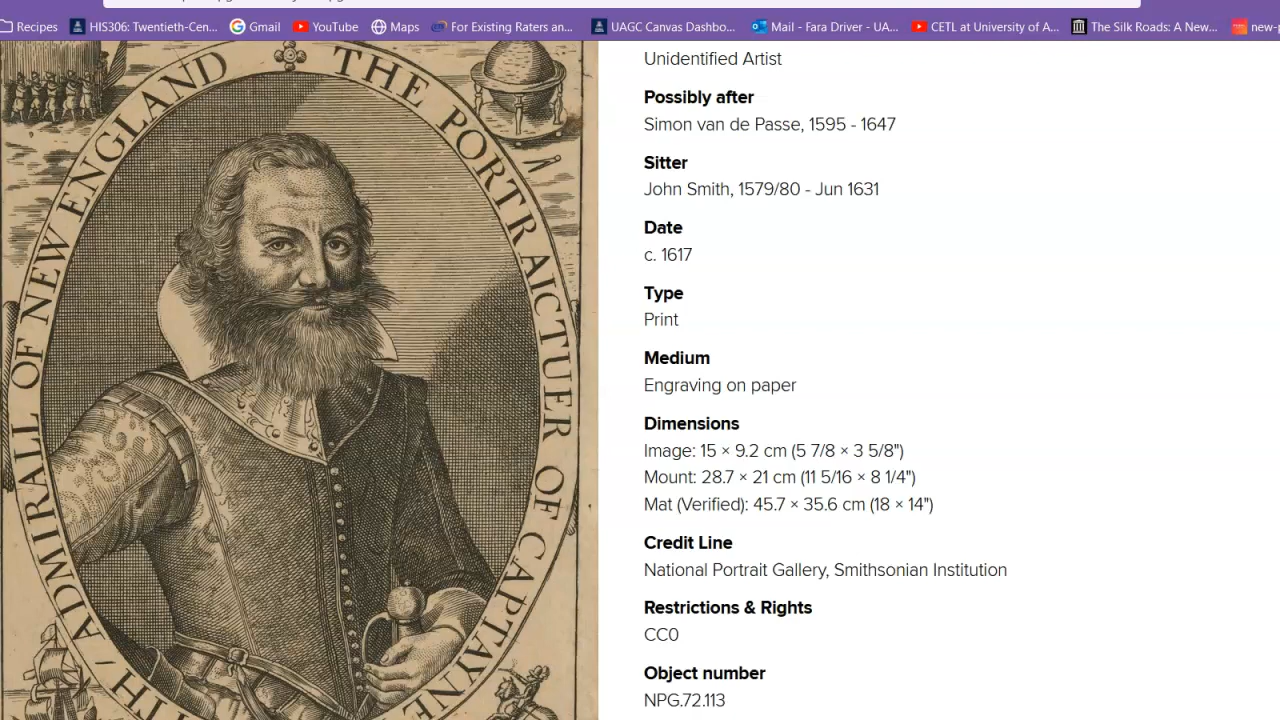 Recipes
HIS306: Twentieth-Cen...
Gmail
YouTube
Maps
For Existing Raters an...
UAGC Canvas Dashbo...
Mail - Fara Driver - UA...
CETL at University of A...
The Silk Roads: A New...
new-p
THE PORTRAICTUER OF CAPTAYNE
ITH / ADMIRALL OF NEW ENGLAND
Unidentified Artist
Possibly after
Simon van de Passe, 1595 - 1647
Sitter
John Smith, 1579/80 - Jun 1631
Date
c. 1617
Type
Print
Medium
Engraving on paper
Dimensions
Image: 15 × 9.2 cm (5 7/8 × 3 5/8")
Mount: 28.7 × 21 cm (11 5/16 × 8 1/4")
Mat (Verified): 45.7 × 35.6 cm (18 × 14")
Credit Line
National Portrait Gallery, Smithsonian Institution
Restrictions & Rights
CC0
Object number
NPG.72.113